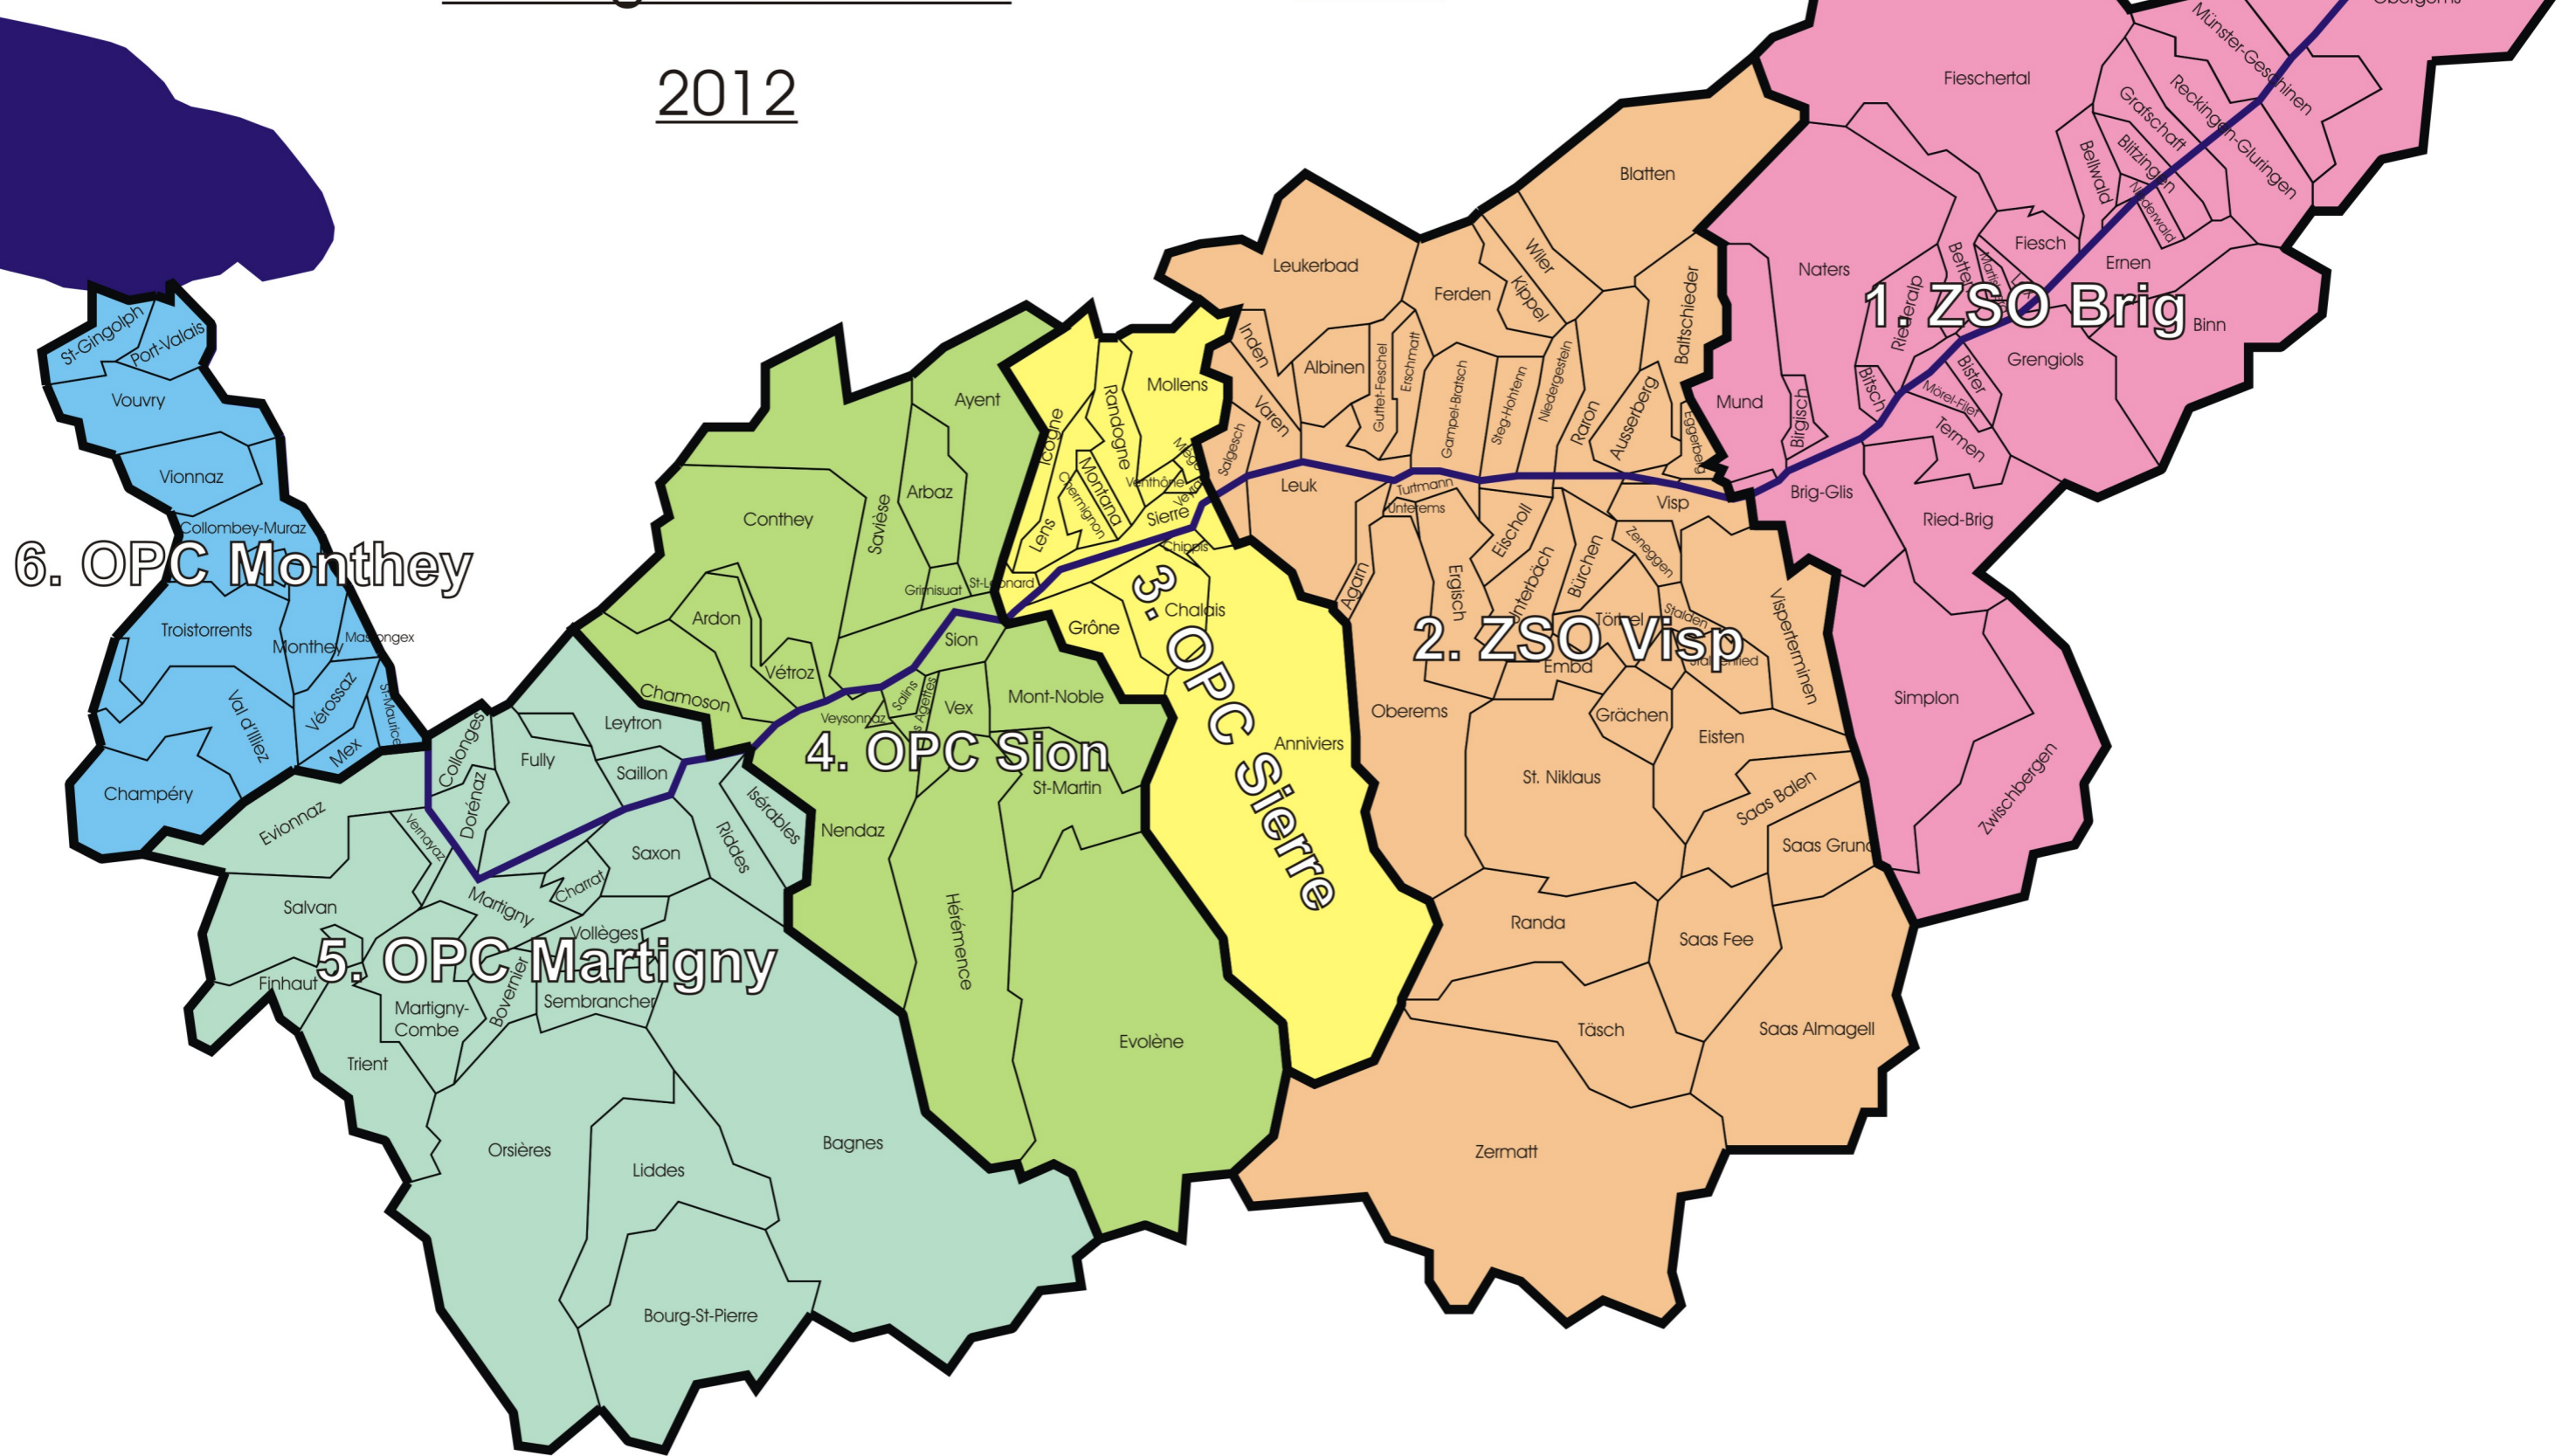 2012
Münster-Geschinen
Fieschertal
Reckingen-Gluringen
Grafschaft
Blitzingen
Bellwald
Niederwald
Fiesch
Ernen
Binn
Naters
Riederalp
1. ZSO Brig
Grengiols
Bister
Mörel-Filet
Bitsch
Termen
Mund
Birgisch
Brig-Glis
Ried-Brig
Simplon
Zwischbergen
Blatten
Wiler
Kippel
Ferden
Leukerbad
Baltschieder
Inden
Albinen
Guttet-Feschel
Erschmatt
Gampel-Bratsch
Steg-Hohtenn
Niedergesteln
Raron
Ausserberg
Eggerberg
Varen
Salgesch
Leuk
Turtmann
Unterems
Visp
Agarn
Ergisch
Eischoll
Unterbäch
Bürchen
Zeneggen
Stalden
Visperterminen
2. ZSO Visp
Törbel
Embd
Oberems
Grächen
Eisten
St. Niklaus
Saas Balen
Saas Grund
Randa
Saas Fee
Täsch
Saas Almagell
Zermatt
Mollens
Icogne
Randogne
Montana
Chermignon
Lens
Venthône
Sierre
Chippis
Chalais
Grône
3. OPC Sierre
Anniviers
Ayent
Arbaz
Savièse
Conthey
Grimisuat
St-Léonard
Ardon
Vétroz
Chamoson
Sion
Salins
Veysonnaz
Vex
Mont-Noble
4. OPC Sion
St-Martin
Nendaz
Hérémence
Evolène
Leytron
Collonges
Fully
Saillon
Dorénaz
Isérables
Riddes
Saxon
Charrat
Evionnaz
Vernayaz
Salvan
Martigny
Vollèges
5. OPC Martigny
Finhaut
Martigny-
Combe
Bovernier
Sembrancher
Trient
Orsières
Liddes
Bagnes
Bourg-St-Pierre
St-Gingolph
Port-Valais
Vouvry
Vionnaz
Collombey-Muraz
6. OPC Monthey
Troistorrents
Monthey
Massongex
Val d'Illiez
Vérossaz
St-Maurice
Mex
Champéry